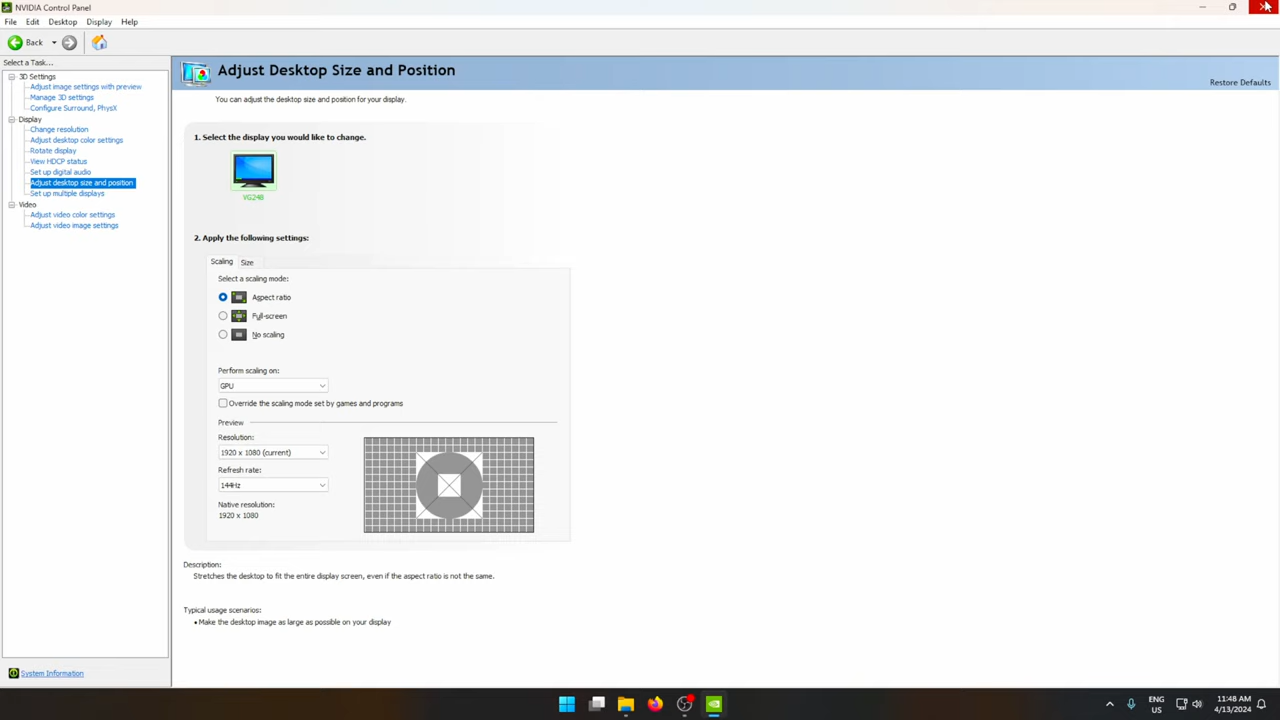 NVIDIA Control Panel
File Edit Desktop Display Help
Back
Select a Task...
3D Settings
Adjust image settings with preview
Manage 3D settings
Configure Surround, PhysX
Display
Change resolution
Adjust desktop color settings
Rotate display
View HDCP status
Set up digital audio
Adjust desktop size and position
Set up multiple displays
Video
Adjust video color settings
Adjust video image settings
System Information
Adjust Desktop Size and Position
Restore Defaults
You can adjust the desktop size and position for your display.
1. Select the display you would like to change.
VG248
2. Apply the following settings:
Scaling Size
Select a scaling mode:
Aspect ratio
Full-screen
No scaling
Perform scaling on:
GPU
Override the scaling mode set by games and programs
Preview
Resolution:
1920 x 1080 (current)
Refresh rate:
144Hz
Native resolution:
1920 x 1080
Description:
Stretches the desktop to fit the entire display screen, even if the aspect ratio is not the same.
Typical usage scenarios:
• Make the desktop image as large as possible on your display
ENG
US
11:48 AM
4/13/2024